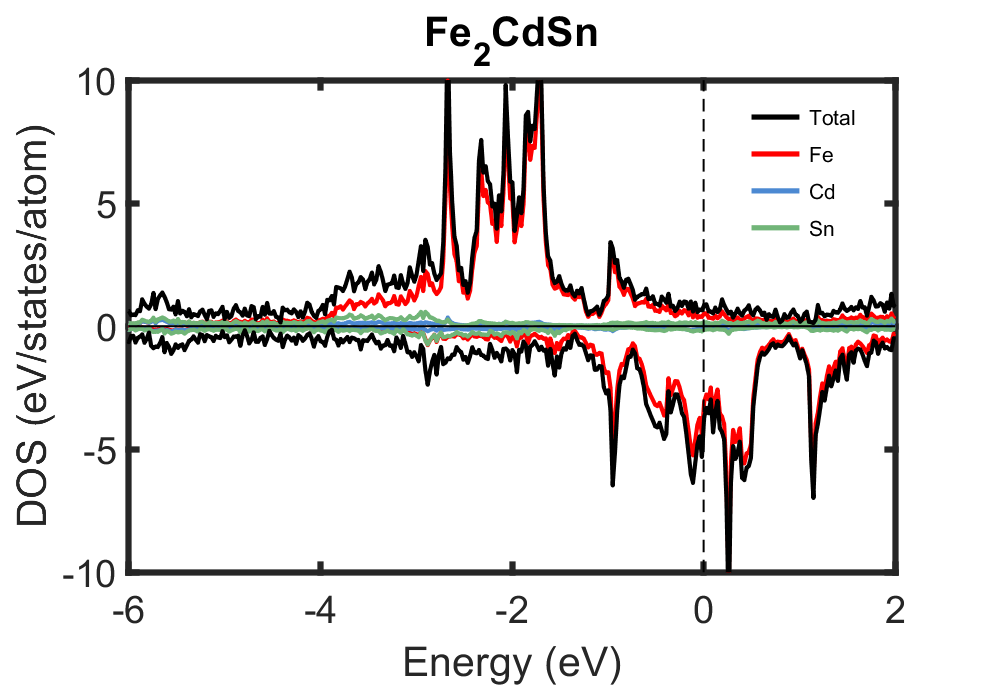 Fe2CdSn
10
5
0
-5
-10
DOS (eV/states/atom)
Total
Fe
Cd
Sn
-6
-4
-2
0
2
Energy (eV)